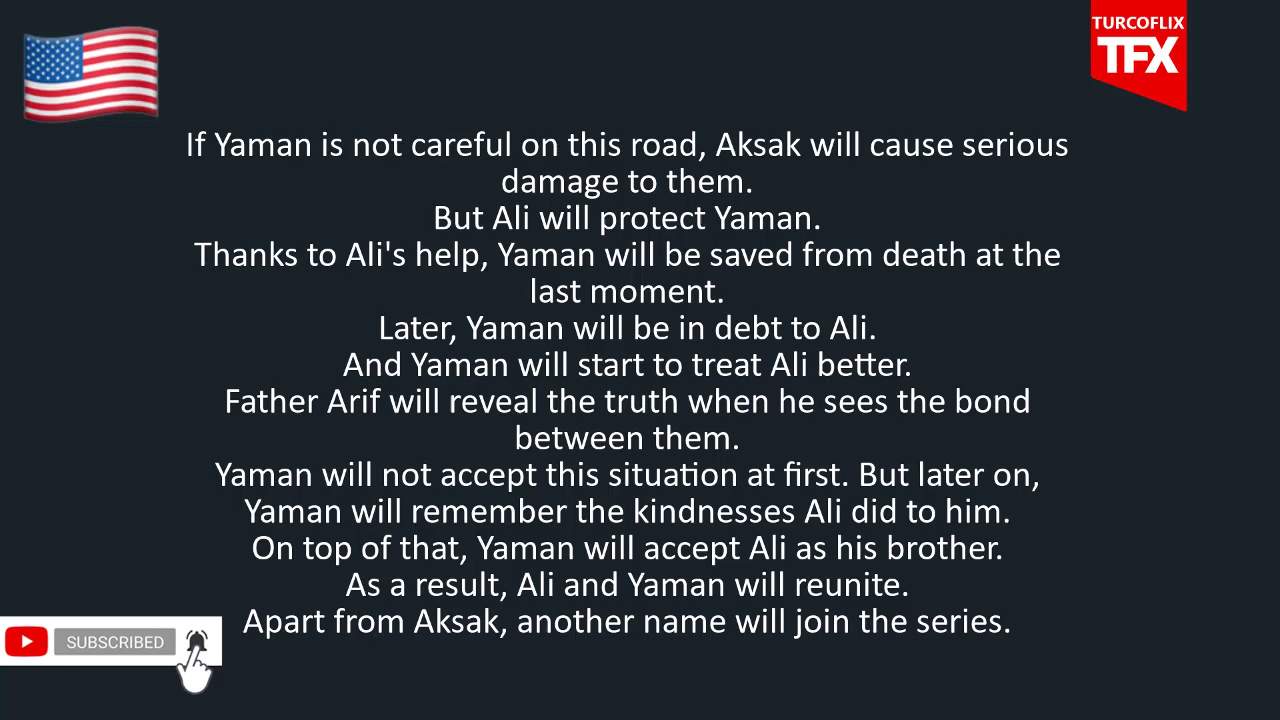 TURCOFLIX
TFX
If Yaman is not careful on this road, Aksak will cause serious
damage to them.
But Ali will protect Yaman.
Thanks to Ali's help, Yaman will be saved from death at the
last moment.
Later, Yaman will be in debt to Ali.
And Yaman will start to treat Ali better.
Father Arif will reveal the truth when he sees the bond
between them.
Yaman will not accept this situation at first. But later on,
Yaman will remember the kindnesses Ali did to him.
On top of that, Yaman will accept Ali as his brother.
As a result, Ali and Yaman will reunite.
Apart from Aksak, another name will join the series.
SUBSCRIBED